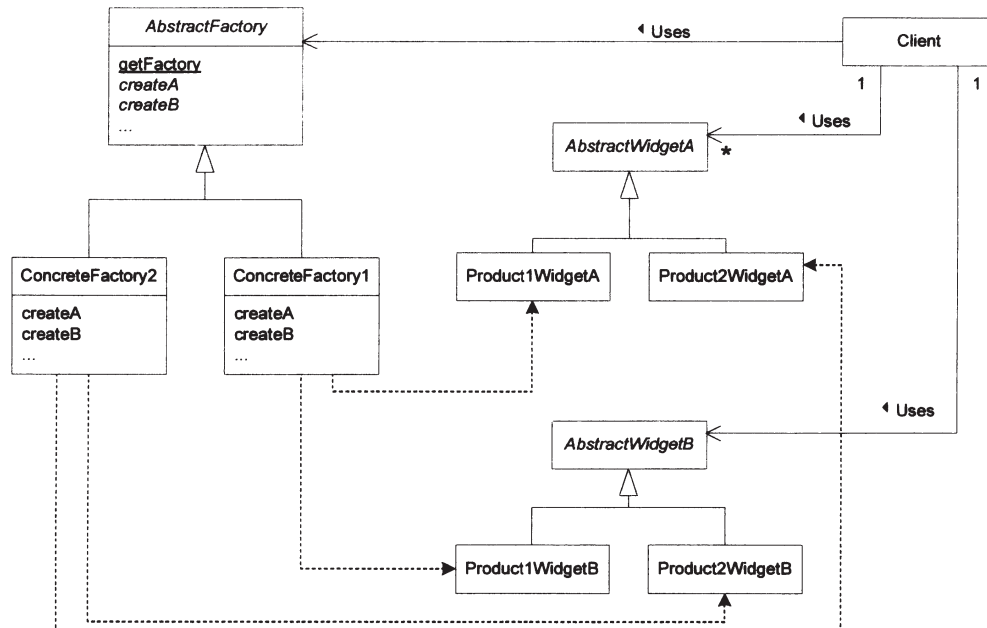 AbstractFactory
getFactory
createA
createB
...
Uses
Client
1
1
Uses
*
AbstractWidgetA
ConcreteFactory2
createA
createB
...
ConcreteFactory1
createA
createB
...
Product1WidgetA
Product2WidgetA
Uses
AbstractWidgetB
Product1WidgetB
Product2WidgetB